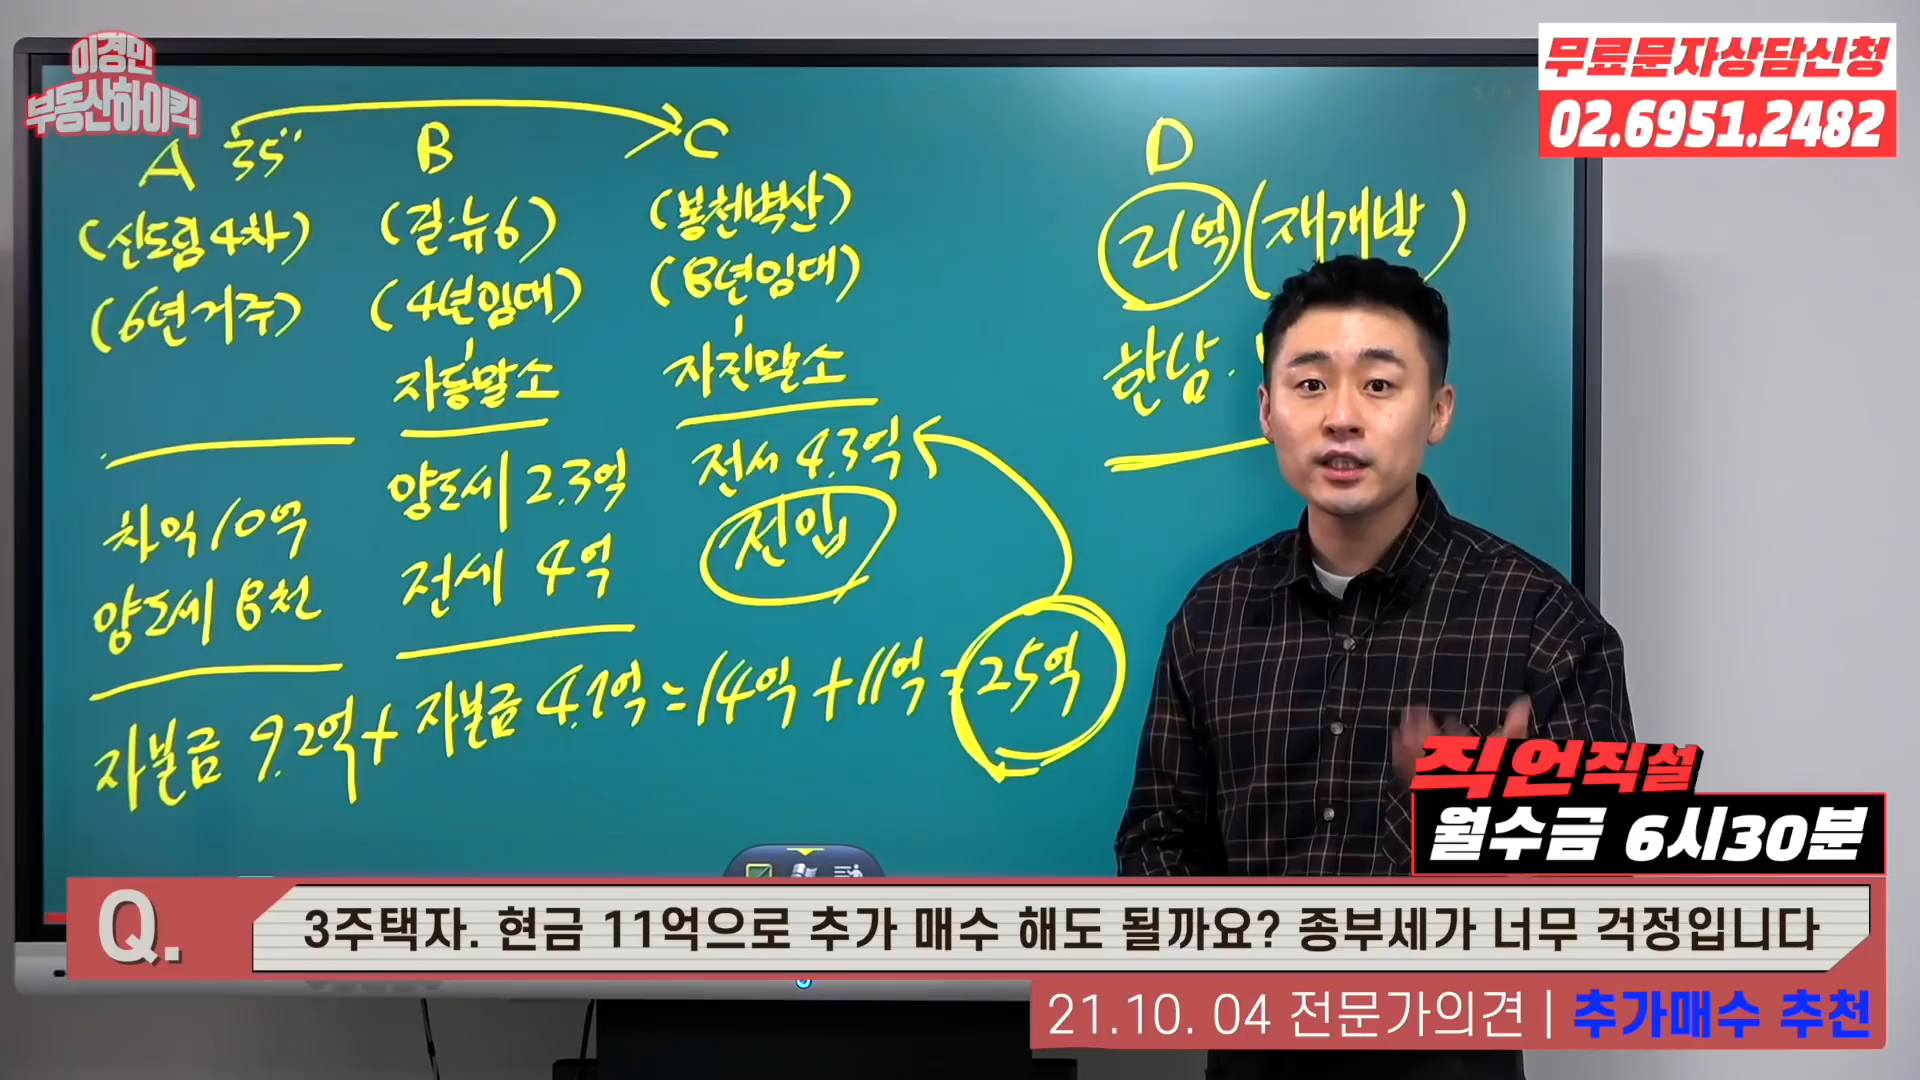 이경민
부동산하이킥
무료문자상담신청
02.6951.2482
A 35''
(신도림4차)
(6년거주)
차익 10억
양도세 8천
B
(길.뉴6)
(4년임대)
자동말소
양도세 2.3억
전세 4억
C
(봉천벽산)
(8년임대)
자진말소
전세 4.3억
전입
D
21억 (재개발)
한남.
자본금 9.2억 + 자본금 4.7억 = 14억 + 11억 = 25억
직언직설
월수금 6시30분
Q.
3주택자. 현금 11억으로 추가 매수 해도 될까요? 종부세가 너무 걱정입니다
21.10. 04 전문가의견 | 추가매수 추천